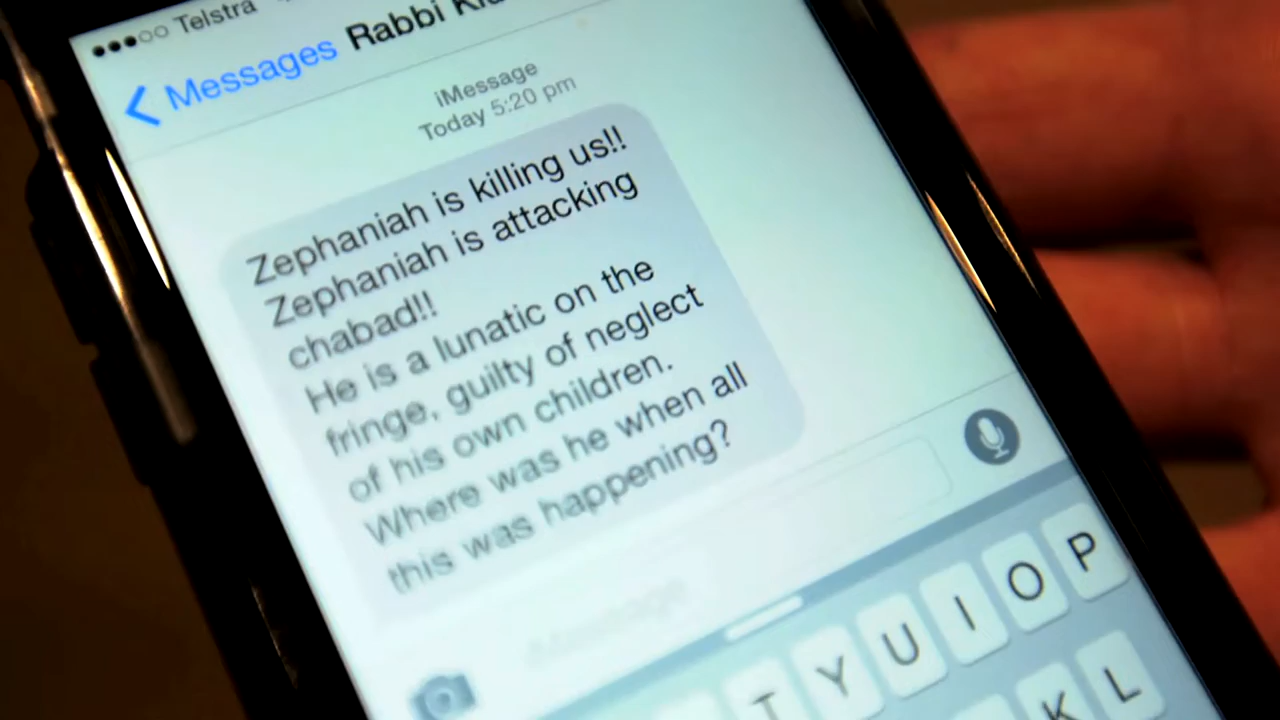 Telstra
Messages Rabbi
iMessage
Today 5:20 pm
Zephaniah is killing us!!
Zephaniah is attacking
chabad!!
He is a lunatic on the
fringe, guilty of neglect
of his own children.
Where was he when all
this was happening?
Message
T Y U I O P
K L